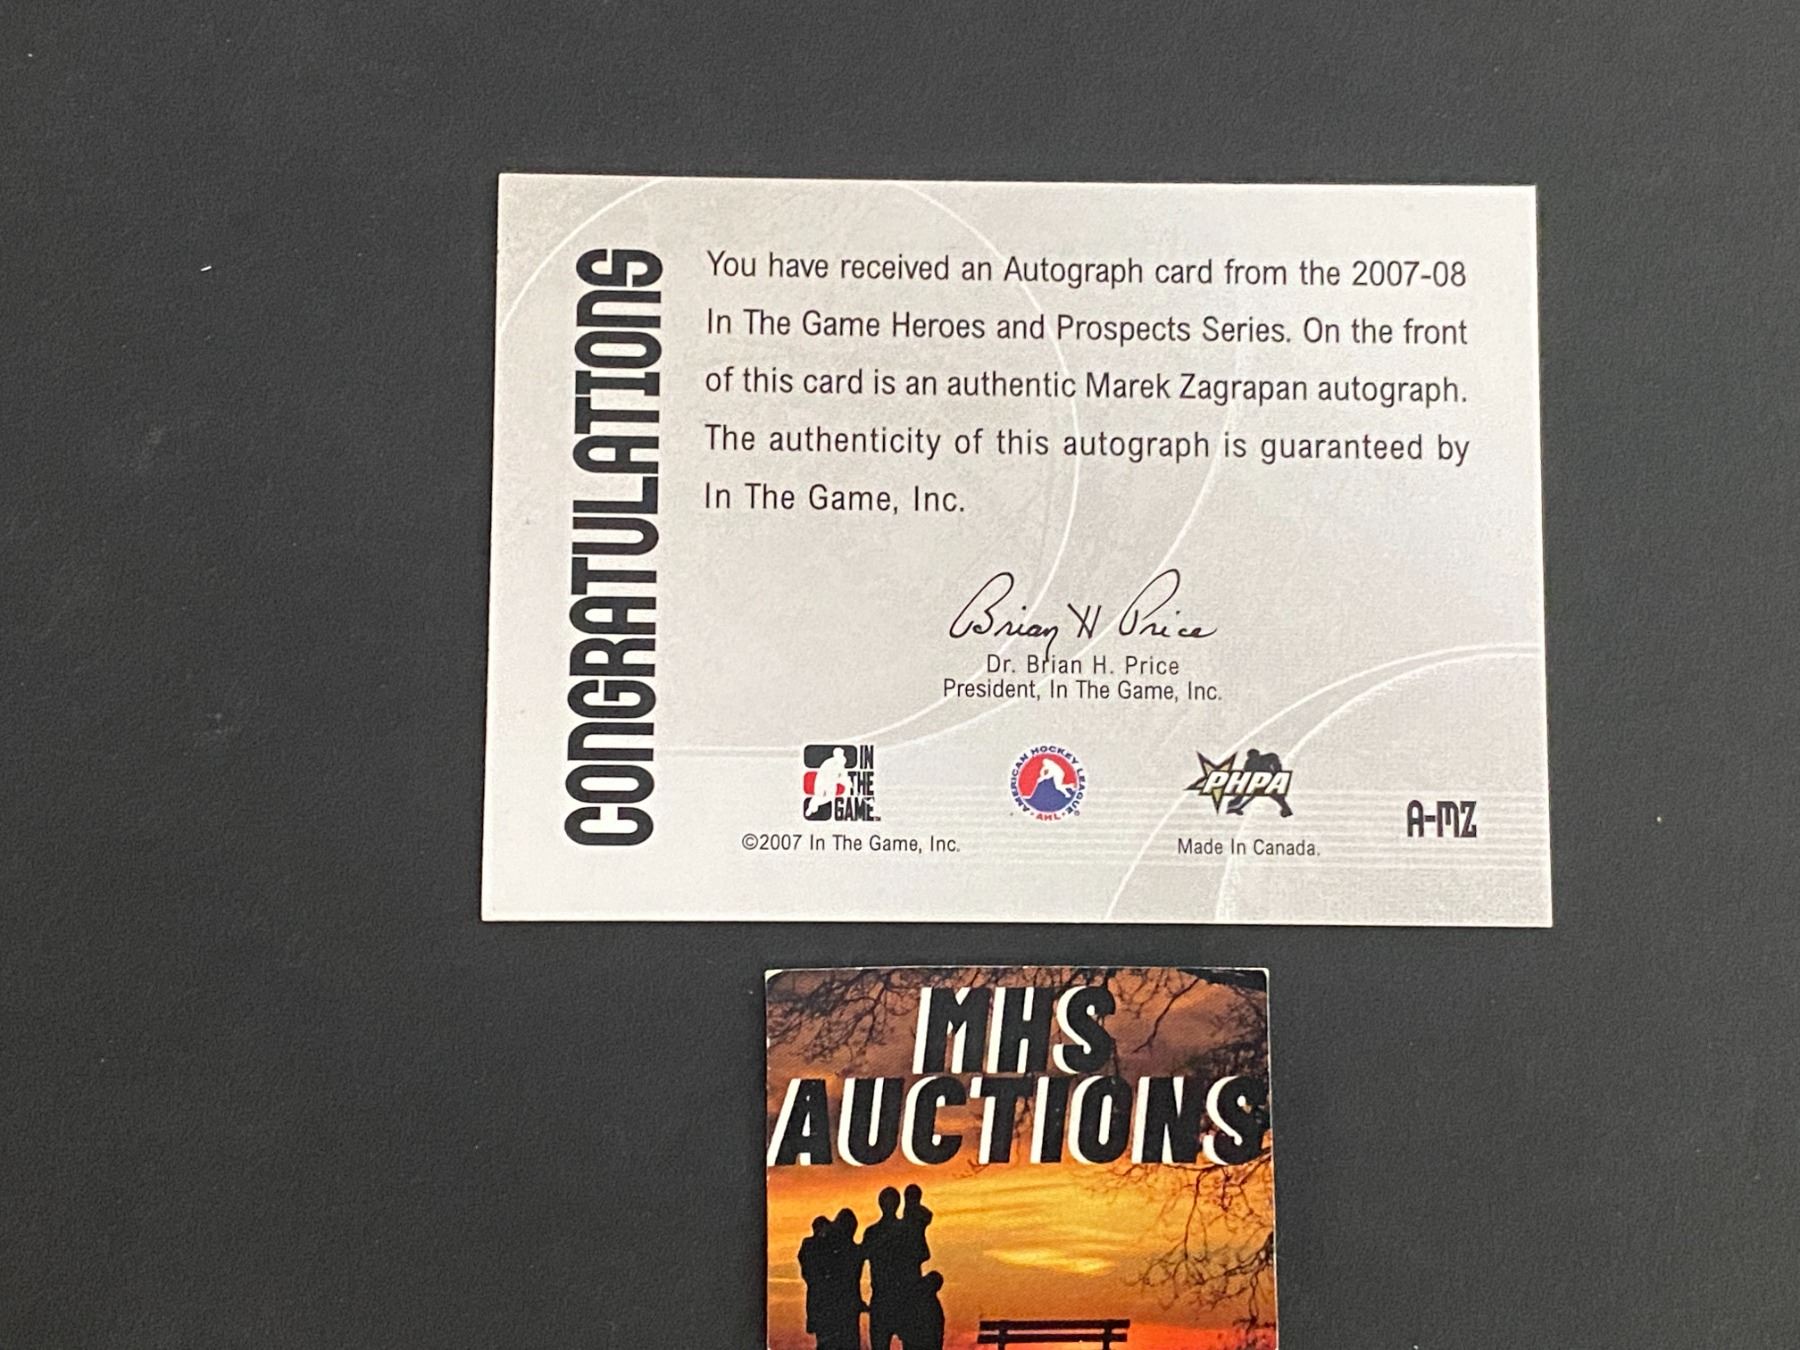 CONGRATULATIONS
You have received an Autograph card from the 2007-08
In The Game Heroes and Prospects Series. On the front
of this card is an authentic Marek Zagrapan autograph.
The authenticity of this autograph is guaranteed by
In The Game, Inc.
Brian H Price
Dr. Brian H. Price
President, In The Game, Inc.
IN
THE
GAME
AMERICAN HOCKEY LEAGUE
AHL
PHPA
A-MZ
©2007 In The Game, Inc.
Made In Canada.
MHS
AUCTIONS